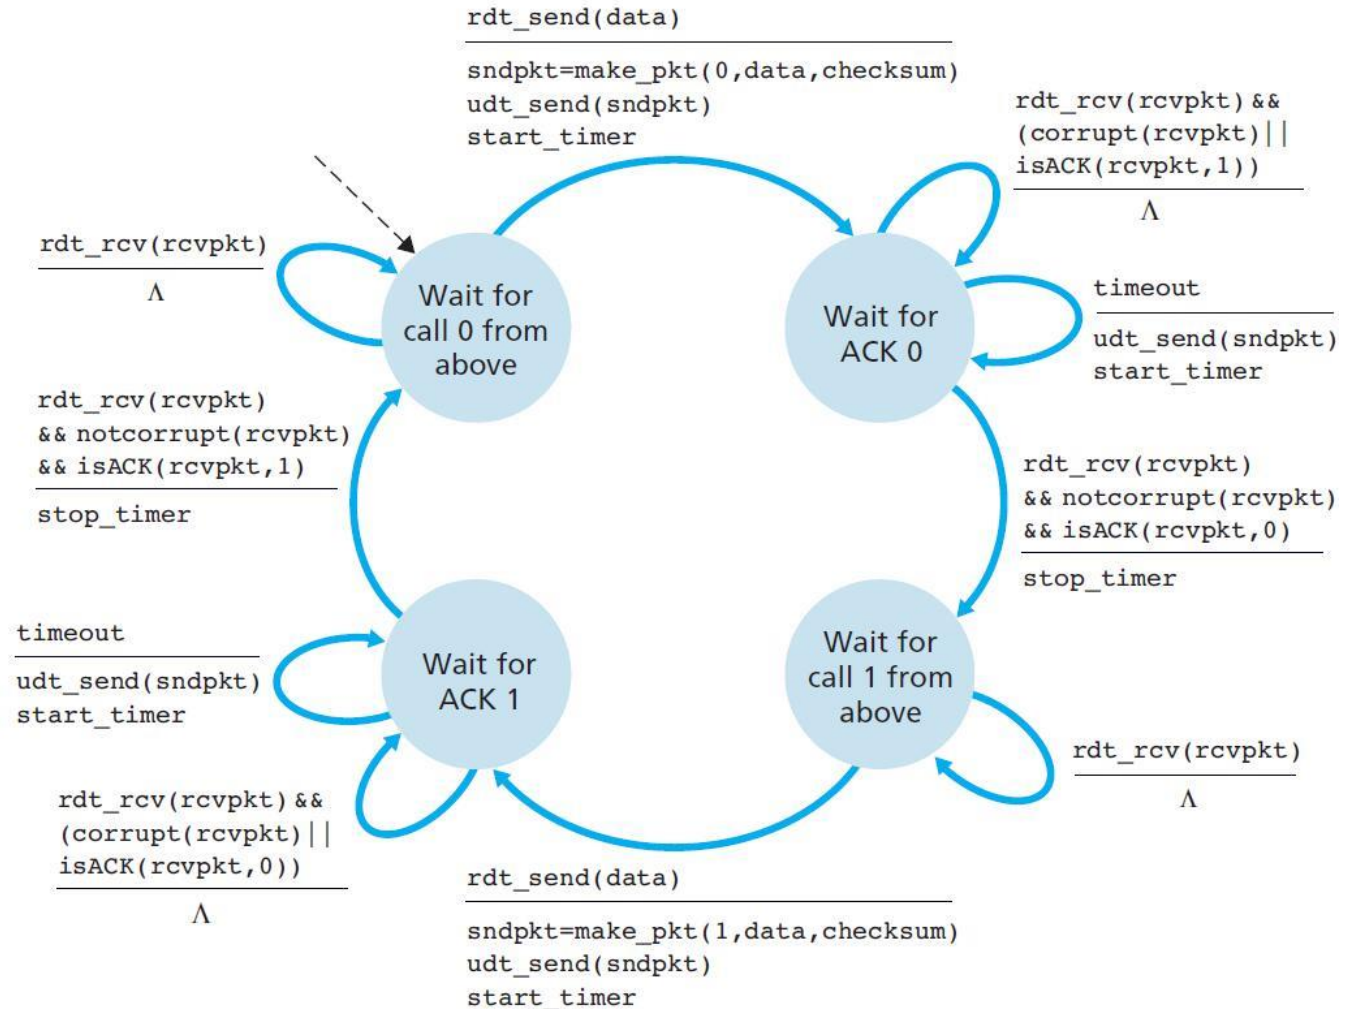 rdt_send(data)
sndpkt=make_pkt(0,data,checksum)
udt_send(sndpkt)
start_timer
rdt_rcv(rcvpkt) &&
(corrupt(rcvpkt)||
isACK(rcvpkt,1))
Λ
rdt_rcv(rcvpkt)
Λ
Wait for
call 0 from
above
Wait for
ACK 0
timeout
udt_send(sndpkt)
start_timer
rdt_rcv(rcvpkt)
&& notcorrupt(rcvpkt)
&& isACK(rcvpkt,1)
stop_timer
rdt_rcv(rcvpkt)
&& notcorrupt(rcvpkt)
&& isACK(rcvpkt,0)
stop_timer
timeout
udt_send(sndpkt)
start_timer
Wait for
ACK 1
Wait for
call 1 from
above
rdt_rcv(rcvpkt)
Λ
rdt_rcv(rcvpkt) &&
(corrupt(rcvpkt)||
isACK(rcvpkt,0))
Λ
rdt_send(data)
sndpkt=make_pkt(1,data,checksum)
udt_send(sndpkt)
start_timer